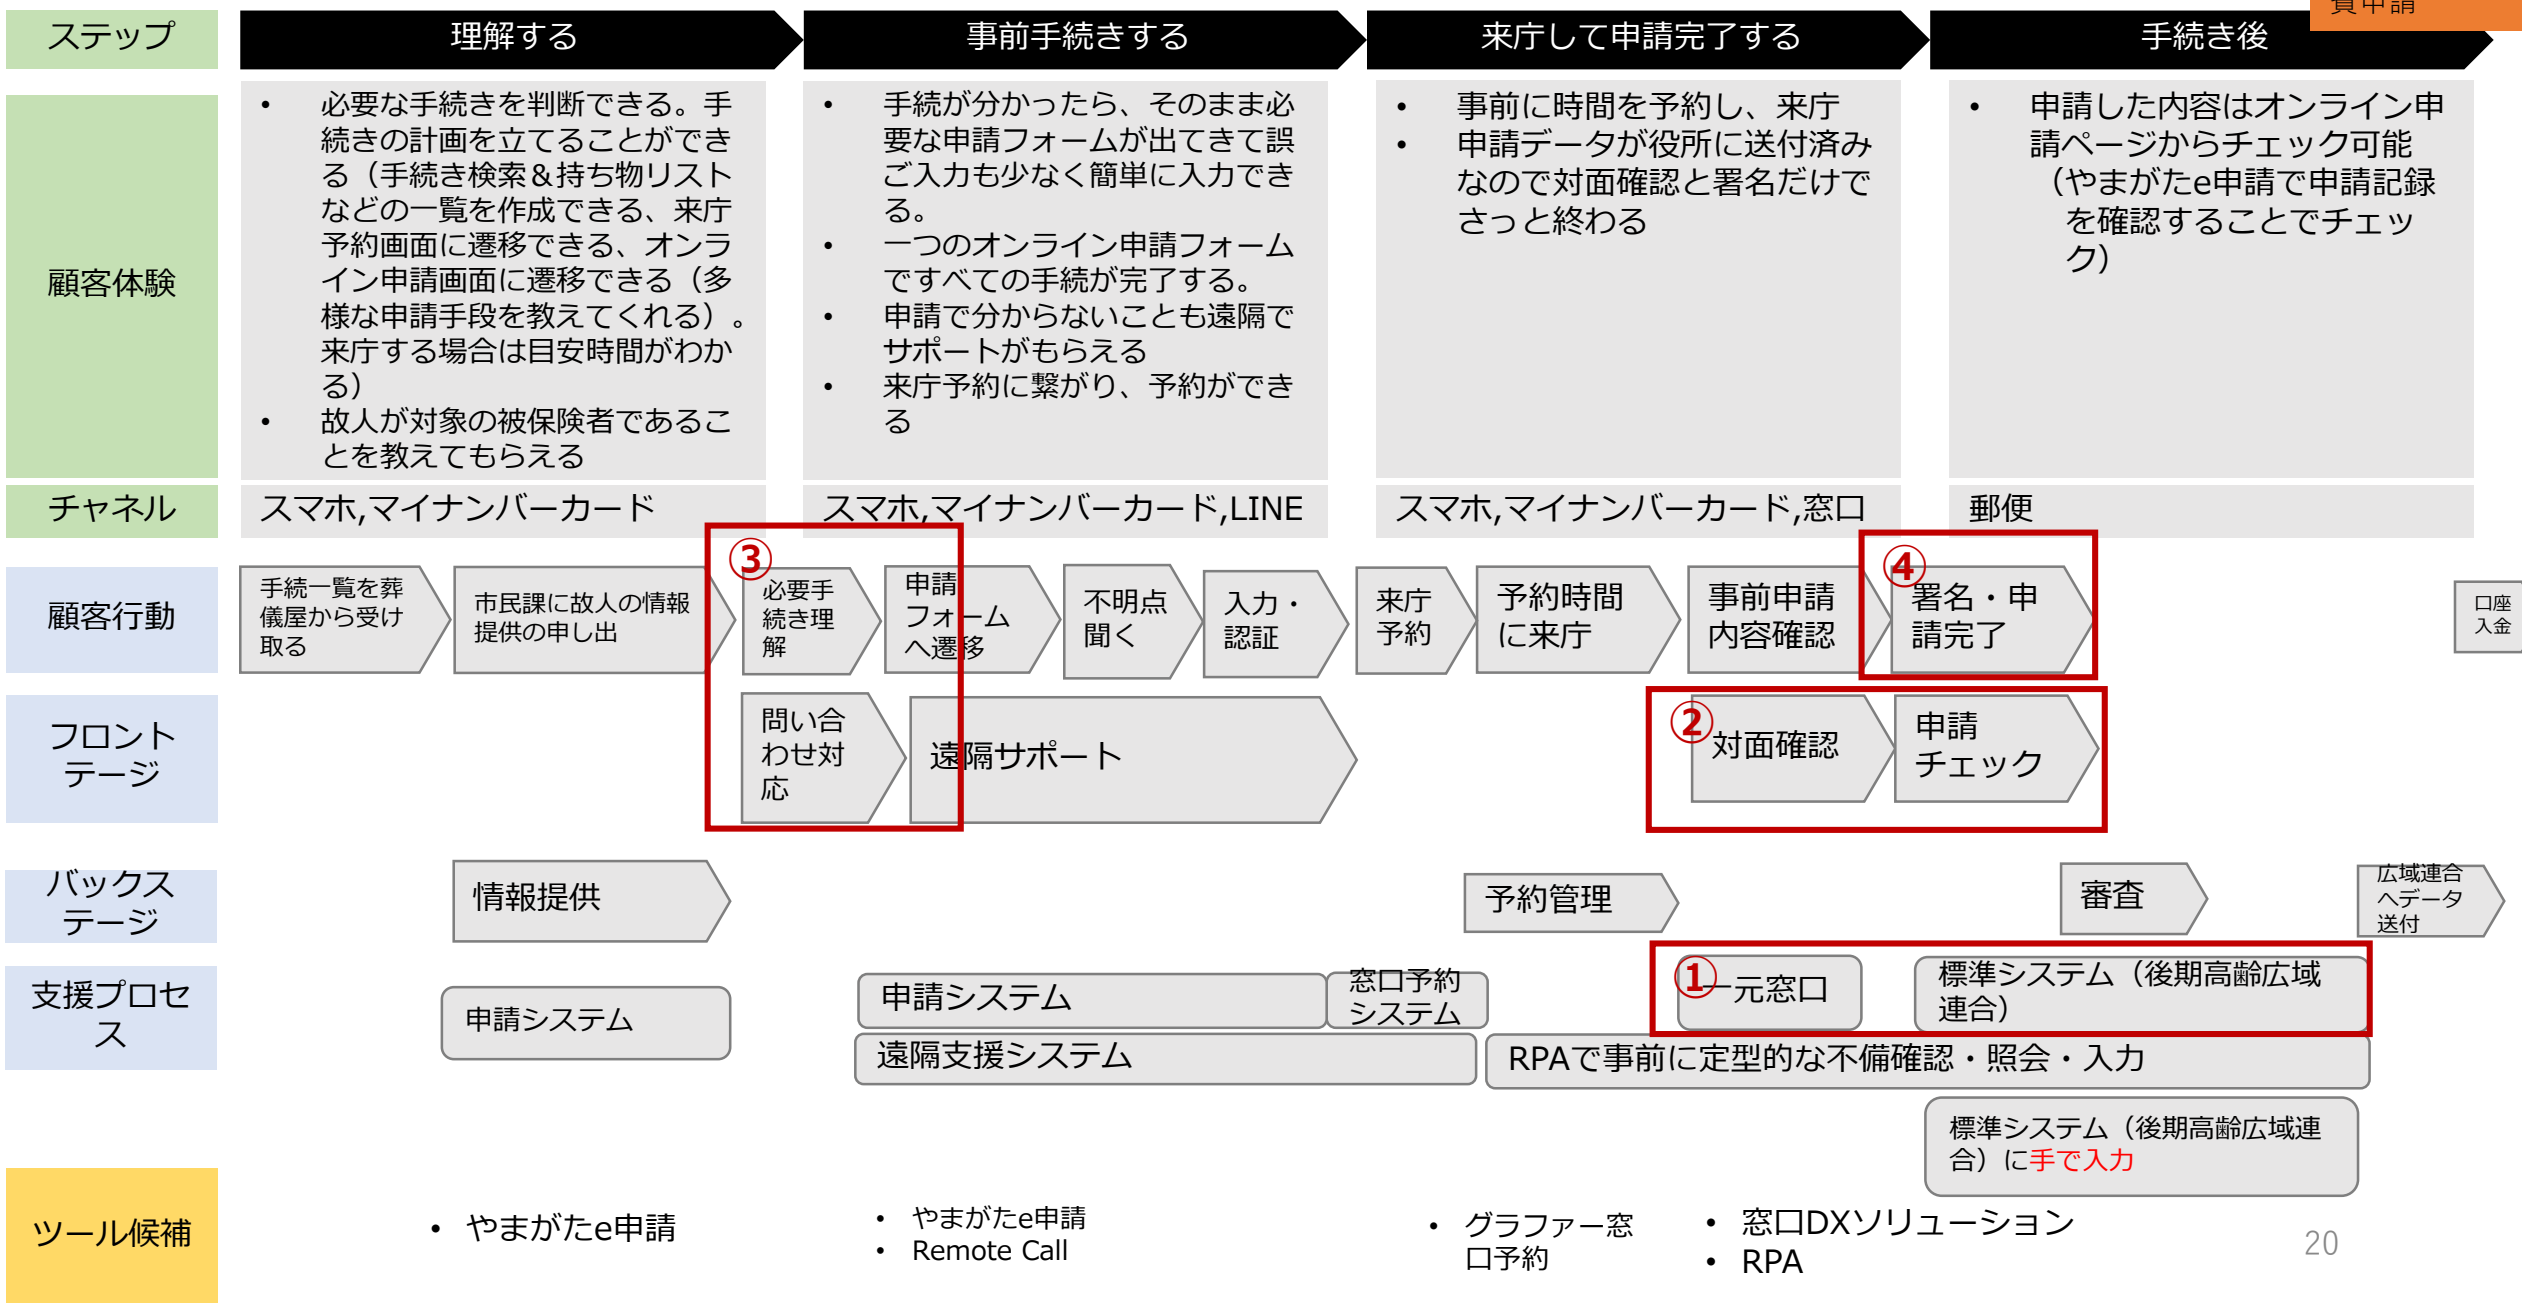 費申請
ステップ
理解する
事前手続きする
来庁して申請完了する
手続き後
顧客体験
• 必要な手続きを判断できる。手
続きの計画を立てることができ
る（手続き検索＆持ち物リスト
などの一覧を作成できる、来庁
予約画面に遷移できる、オンラ
イン申請画面に遷移できる（多
様な申請手段を教えてくれる）。
来庁する場合は目安時間がわか
る）
• 故人が対象の被保険者であるこ
とを教えてもらえる
• 手続が分かったら、そのまま必
要な申請フォームが出てきて誤
ご入力も少なく簡単に入力でき
る。
• 一つのオンライン申請フォーム
ですべての手続が完了する。
• 申請で分からないことも遠隔で
サポートがもらえる
• 来庁予約に繋がり、予約ができ
る
• 事前に時間を予約し、来庁
• 申請データが役所に送付済み
なので対面確認と署名だけで
さっと終わる
• 申請した内容はオンライン申
請ページからチェック可能
（やまがたe申請で申請記録
を確認することでチェッ
ク）
チャネル
スマホ,マイナンバーカード
スマホ,マイナンバーカード,LINE
スマホ,マイナンバーカード,窓口
郵便
顧客行動
手続一覧を葬
儀屋から受け
取る
市民課に故人の情報
提供の申し出
③
必要手
続き理
解
申請
フォーム
へ遷移
不明点
聞く
入力・
認証
来庁
予約
予約時間
に来庁
事前申請
内容確認
④
署名・申
請完了
口座
入金
フロント
テージ
問い合
わせ対
応
遠隔サポート
②
対面確認
申請
チェック
バックス
テージ
情報提供
予約管理
審査
広域連合
へデータ
送付
支援プロセ
ス
申請システム
申請システム
窓口予約
システム
①
一元窓口
標準システム（後期高齢広域
連合）
遠隔支援システム
RPAで事前に定型的な不備確認・照会・入力
標準システム（後期高齢広域連
合）に手で入力
ツール候補
• やまがたe申請
• やまがたe申請
• Remote Call
• グラファー窓
口予約
• 窓口DXソリューション
• RPA
20